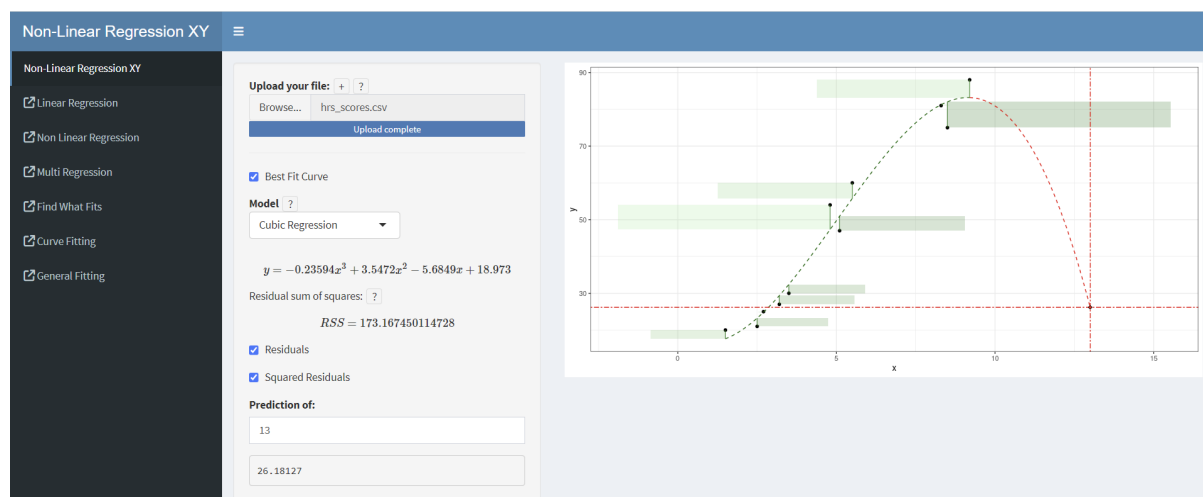 Non-Linear Regression XY
Non-Linear Regression XY
Linear Regression
Non Linear Regression
Multi Regression
Find What Fits
Curve Fitting
General Fitting
Upload your file: + ?
Browse... hrs_scores.csv
Upload complete
Best Fit Curve
Model ?
Cubic Regression
y = −0.23594x³ + 3.5472x² − 5.6849x + 18.973
Residual sum of squares: ?
RSS = 173.167450114728
Residuals
Squared Residuals
Prediction of:
13
26.18127
90
70
50
30
y
0 5 10 15
x